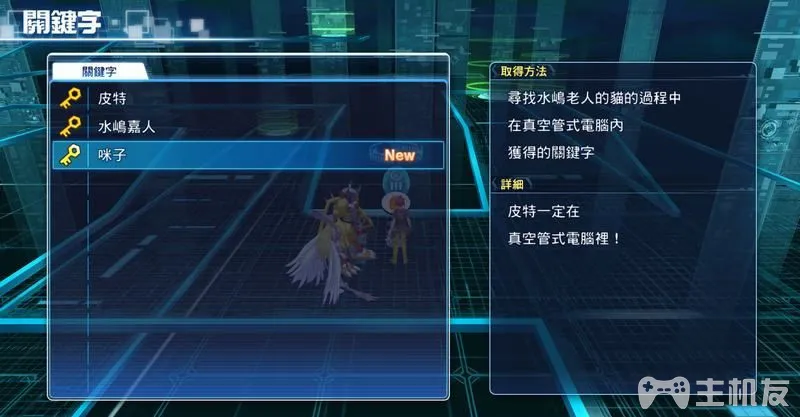 關鍵字
關鍵字
皮特
水嶋嘉人
咪子
New
取得方法
尋找水嶋老人的貓的過程中
在真空管式電腦內
獲得的關鍵字
詳細
皮特一定在
真空管式電腦裡！
主机友